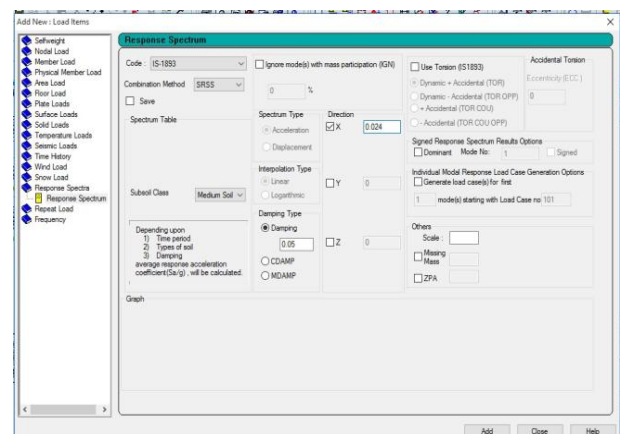 Add New : Load Items
Selfweight
Nodal Load
Member Load
Physical Member Load
Area Load
Floor Load
Plate Loads
Surface Loads
Solid Loads
Temperature Loads
Seismic Loads
Time History
Wind Load
Snow Load
Response Spectra
Response Spectrum
Repeat Load
Frequency
Response Spectrum
Code : IS-1893
Combination Method SRSS
Save
Spectrum Table
Subsoil Class Medium Soil
Depending upon
1) Time period
2) Types of soil
3) Damping
average response acceleration
coefficient(Sa/g) , will be calculated.
Ignore mode(s) with mass participation (IGN)
0 %
Spectrum Type
Acceleration
Displacement
Interpolation Type
Linear
Logarithmic
Damping Type
Damping
0.05
CDAMP
MDAMP
Direction
X 0.024
Y 0
Z 0
Use Torsion (IS1893)
Dynamic + Accidental (TOR)
Dynamic - Accidental (TOR OPP)
+ Accidental (TOR COU)
- Accidental (TOR COU OPP)
Accidental Torsion
Eccentricity (ECC )
0
Signed Response Spectrum Results Options
Dominant Mode No: 1 Signed
Individual Modal Response Load Case Generation Options
Generate load case(s) for first
1 mode(s) starting with Load Case no 101
Others
Scale :
Missing
Mass
ZPA
Graph
Add Close Help